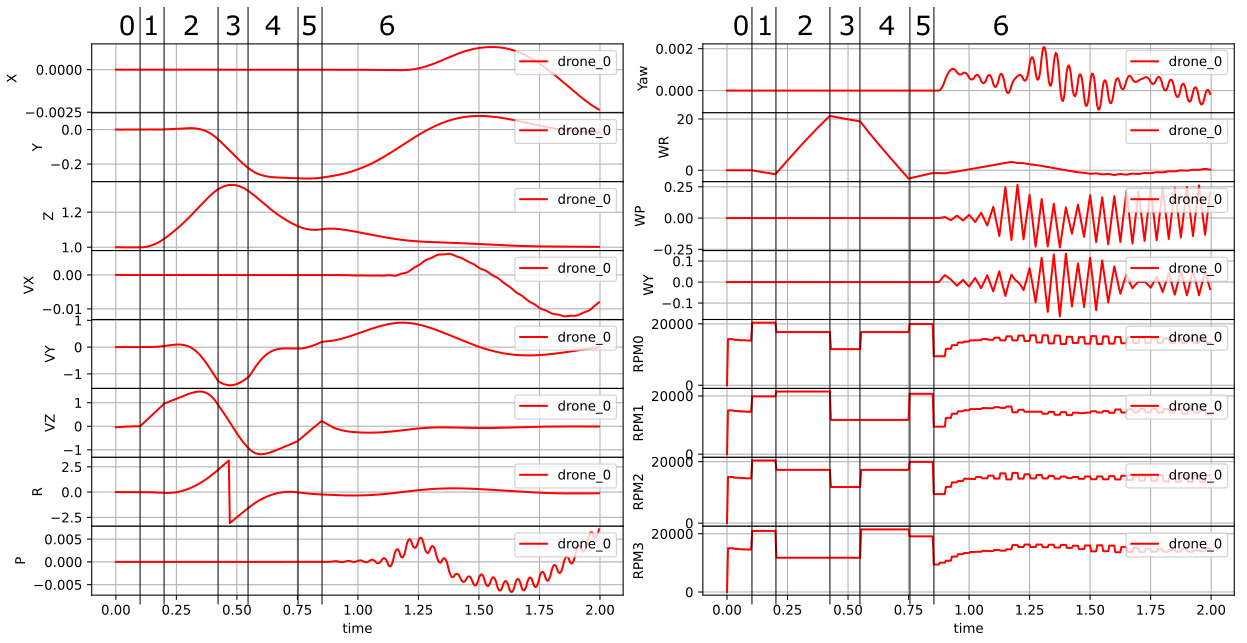 0 1 2 3 4 5 6
X
0.0000
−0.0025
drone_0
Y
0.0
−0.2
drone_0
Z
1.2
1.0
drone_0
VX
0.00
−0.01
drone_0
VY
1
0
−1
drone_0
VZ
1
0
−1
drone_0
R
2.5
0.0
−2.5
drone_0
P
0.005
0.000
−0.005
drone_0
0.00 0.25 0.50 0.75 1.00 1.25 1.50 1.75 2.00
time
0 1 2 3 4 5 6
Yaw
0.002
0.000
drone_0
WR
20
0
drone_0
WP
0.25
0.00
−0.25
drone_0
WY
0.1
0.0
−0.1
drone_0
RPM0
20000
0
drone_0
RPM1
20000
0
drone_0
RPM2
20000
0
drone_0
RPM3
20000
0
drone_0
0.00 0.25 0.50 0.75 1.00 1.25 1.50 1.75 2.00
time